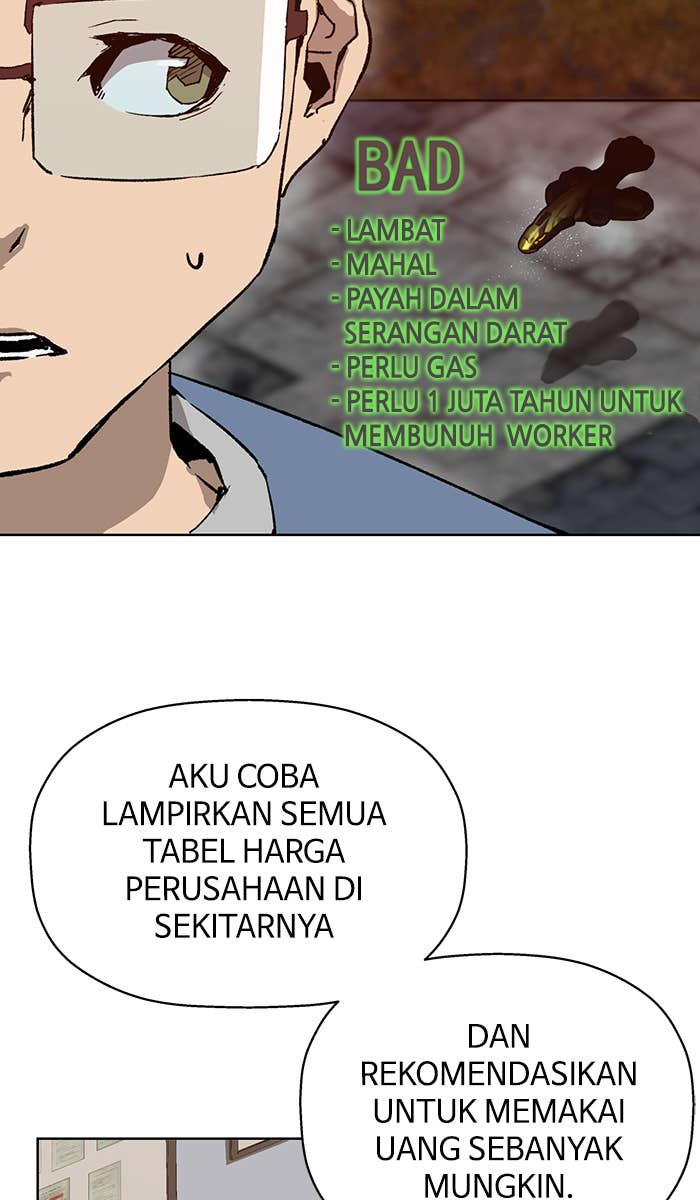 BAD
- LAMBAT
- MAHAL
- PAYAH DALAM
SERANGAN DARAT
- PERLU GAS
- PERLU 1 JUTA TAHUN UNTUK
MEMBUNUH WORKER
AKU COBA
LAMPIRKAN SEMUA
TABEL HARGA
PERUSAHAAN DI
SEKITARNYA
DAN
REKOMENDASIKAN
UNTUK MEMAKAI
UANG SEBANYAK
MUNGKIN.